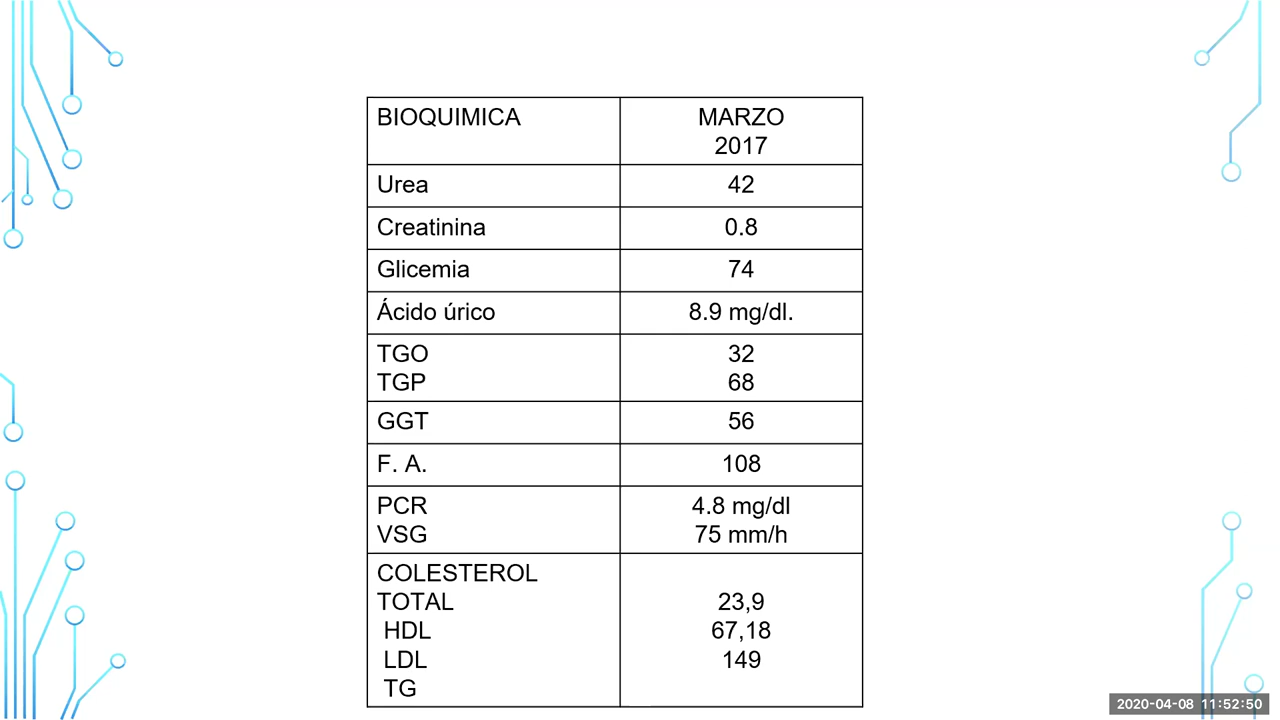 BIOQUIMICA MARZO
2017
Urea 42
Creatinina 0.8
Glicemia 74
Ácido úrico 8.9 mg/dl.
TGO 32
TGP 68
GGT 56
F. A. 108
PCR 4.8 mg/dl
VSG 75 mm/h
COLESTEROL
TOTAL 23,9
HDL 67,18
LDL 149
TG
2020-04-08 11:52:50